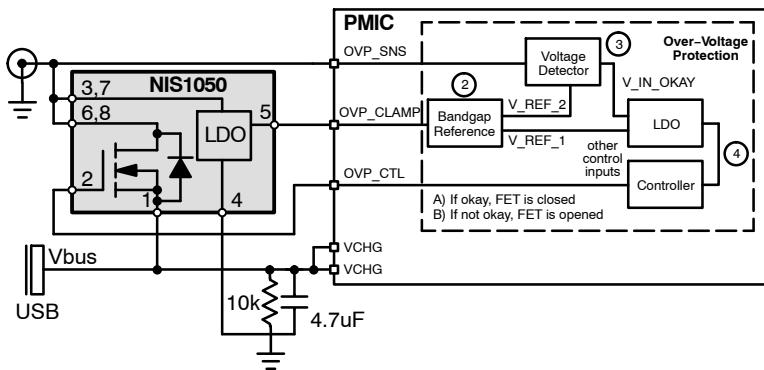 PMIC
OVP_SNS
Over–Voltage
Protection
Voltage
Detector
3
V_IN_OKAY
NIS1050
3,7
6,8
LDO
5
OVP_CLAMP
2
Bandgap
Reference
V_REF_2
V_REF_1
LDO
other
control
inputs
4
2
1
4
OVP_CTL
Controller
A) If okay, FET is closed
B) If not okay, FET is opened
VCHG
VCHG
Vbus
USB
10k
4.7uF